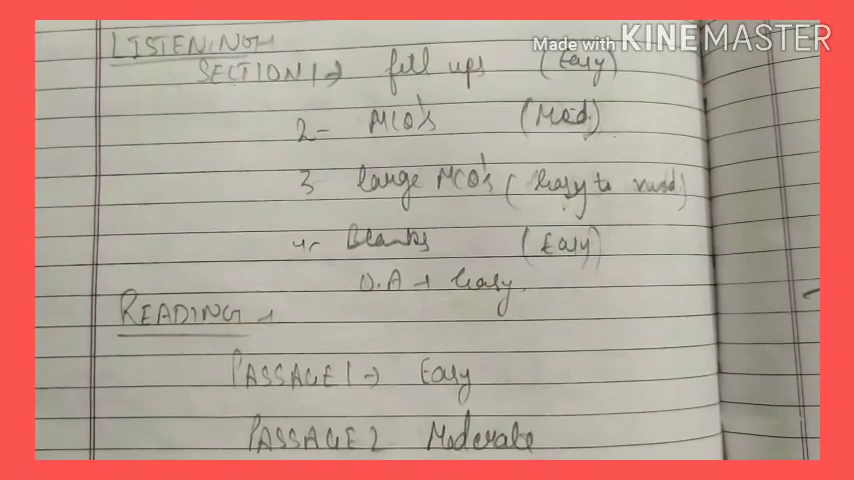 Made with KINEMASTER
LISTENING →
SECTION 1 → fill ups (Easy)
2 - MCQ's (Mod)
3 large MCQ's (Easy to mod)
4 - Blanks (Easy)
O.A → Easy
READING →
PASSAGE 1 → Easy
PASSAGE 2 Moderate